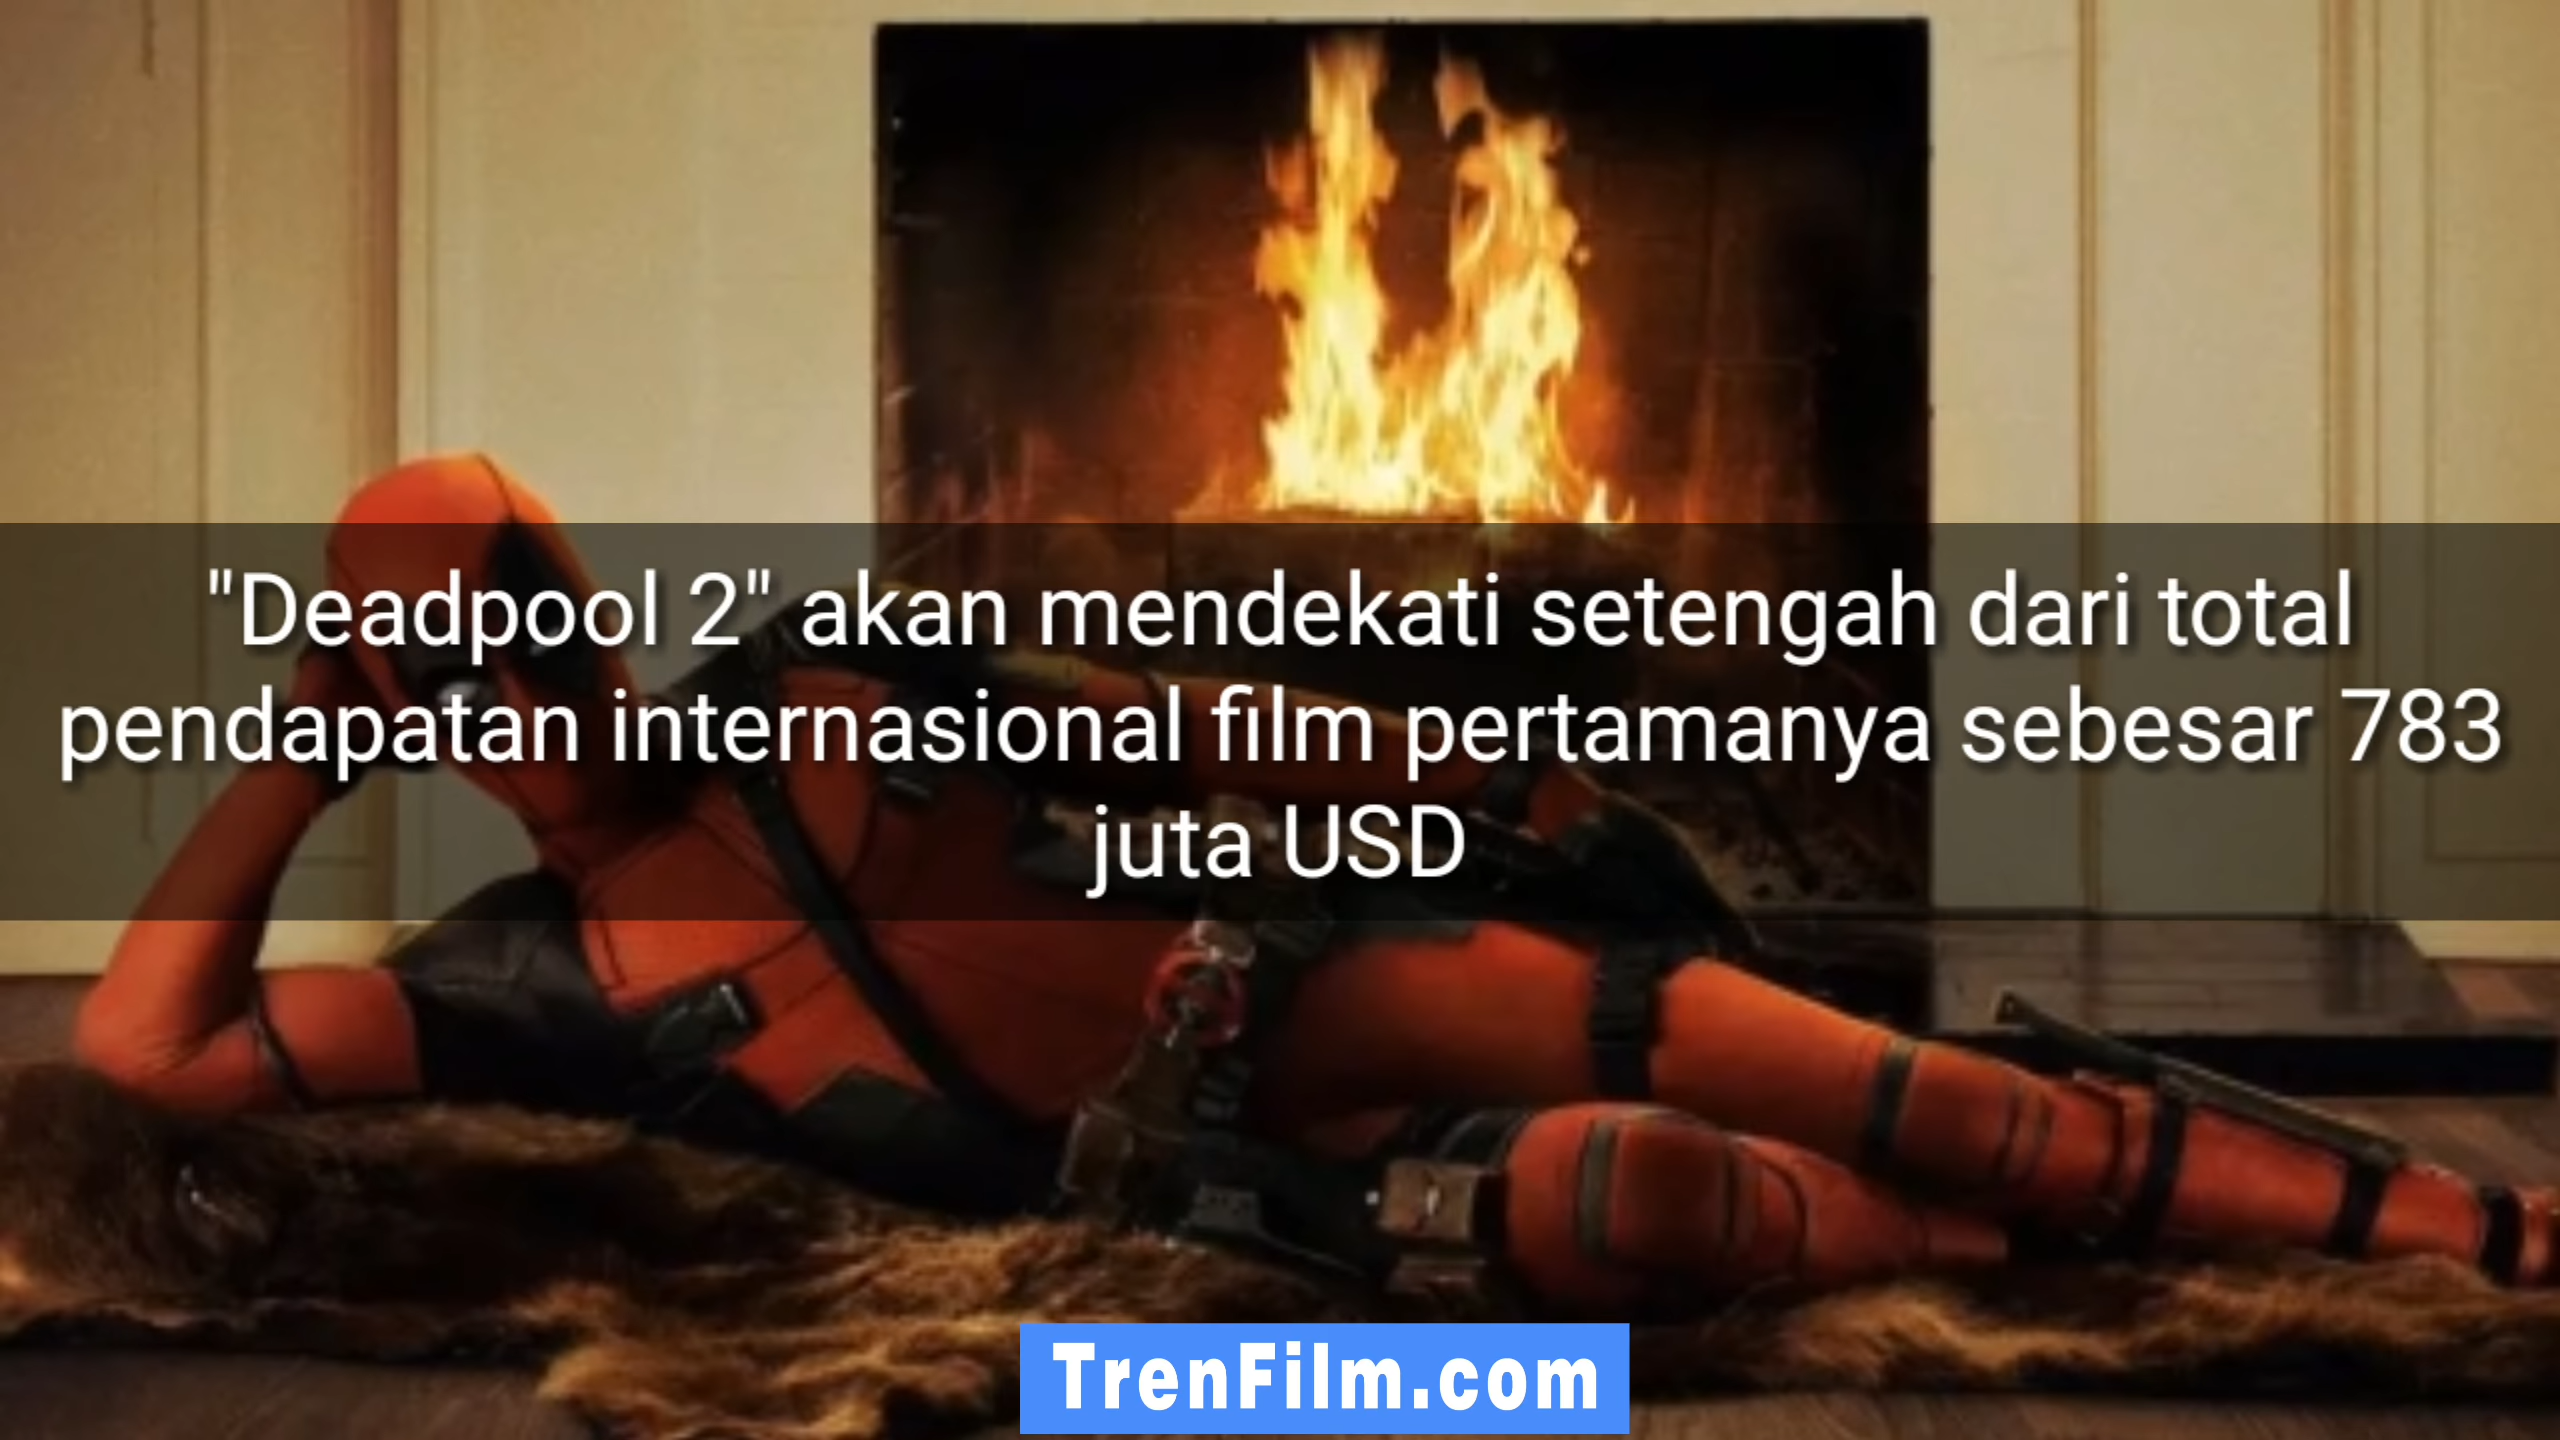 "Deadpool 2" akan mendekati setengah dari total
pendapatan internasional film pertamanya sebesar 783
juta USD
TrenFilm.com